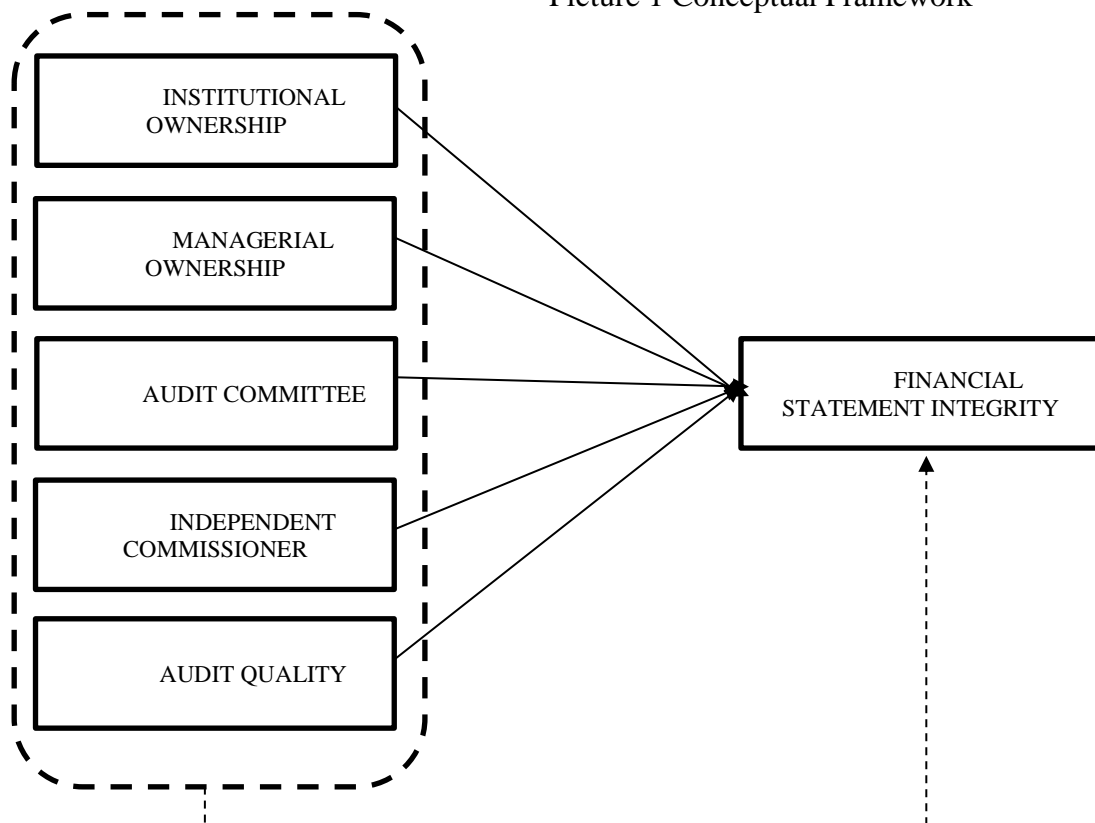 Picture 1 Conceptual Framework
INSTITUTIONAL
OWNERSHIP
MANAGERIAL
OWNERSHIP
AUDIT COMMITTEE
INDEPENDENT
COMMISSIONER
AUDIT QUALITY
FINANCIAL
STATEMENT INTEGRITY